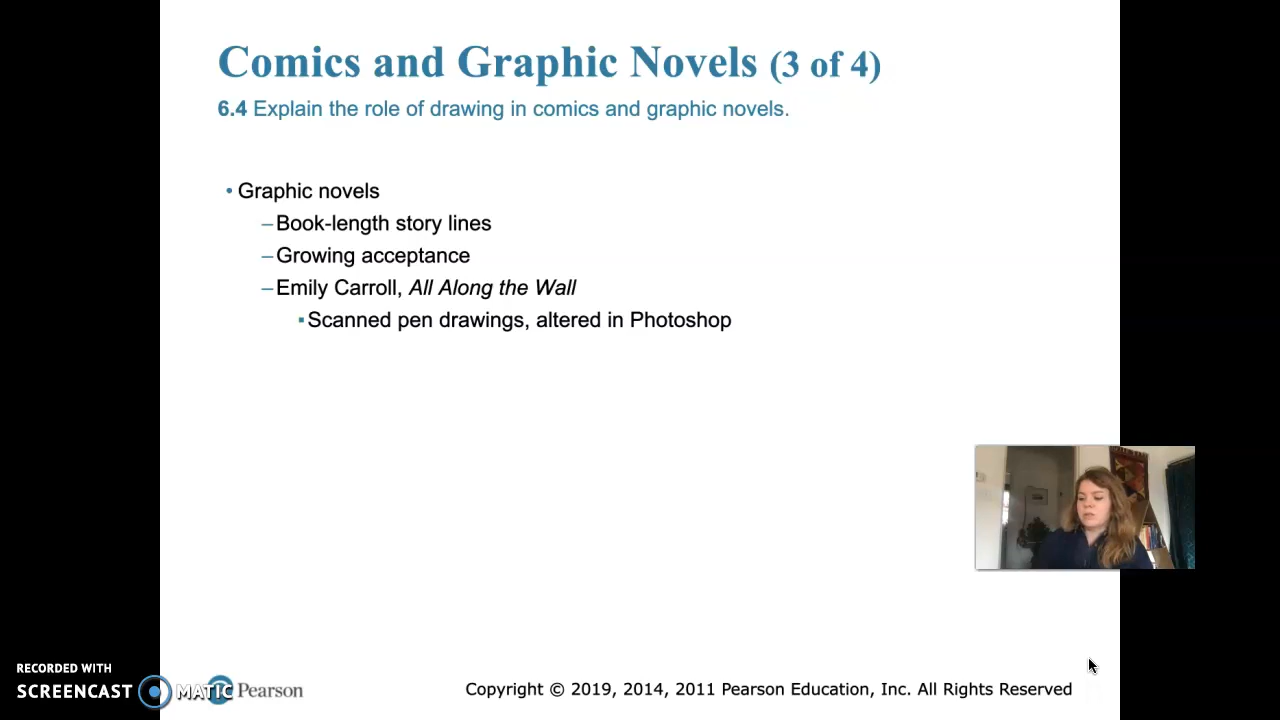 Comics and Graphic Novels (3 of 4)
6.4 Explain the role of drawing in comics and graphic novels.
• Graphic novels
–Book-length story lines
–Growing acceptance
–Emily Carroll, All Along the Wall
▪Scanned pen drawings, altered in Photoshop
RECORDED WITH
SCREENCAST MATIC
Pearson
Copyright © 2019, 2014, 2011 Pearson Education, Inc. All Rights Reserved